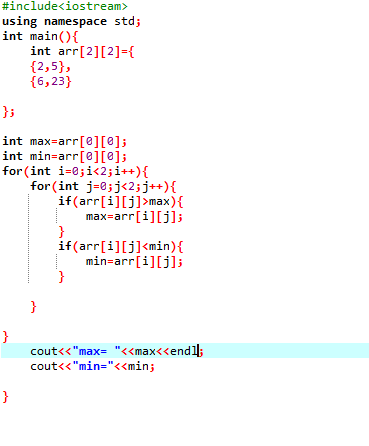 #include<iostream>
using namespace std;
int main(){
    int arr[2][2]={
    {2,5},
    {6,23}

};

int max=arr[0][0];
int min=arr[0][0];
for(int i=0;i<2;i++){
    for(int j=0;j<2;j++){
        if(arr[i][j]>max){
            max=arr[i][j];
        }
        if(arr[i][j]<min){
            min=arr[i][j];
        }

    }

}
    cout<<"max= "<<max<<endl;
    cout<<"min="<<min;

}